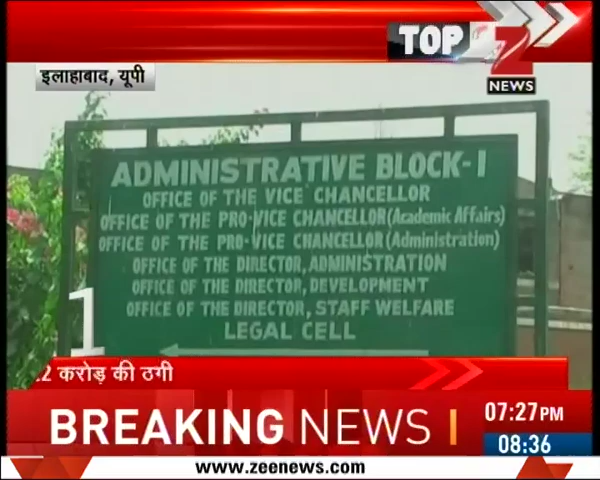 TOP
Z
NEWS
इलाहाबाद, यूपी
ADMINISTRATIVE BLOCK-I
OFFICE OF THE VICE CHANCELLOR
OFFICE OF THE PRO-VICE CHANCELLOR(Academic Affairs)
OFFICE OF THE PRO-VICE CHANCELLOR(Administration)
OFFICE OF THE DIRECTOR, ADMINISTRATION
OFFICE OF THE DIRECTOR, DEVELOPMENT
OFFICE OF THE DIRECTOR, STAFF WELFARE
LEGAL CELL
1
करोड़ की ठगी
BREAKING NEWS
07:27PM
08:36
www.zeenews.com